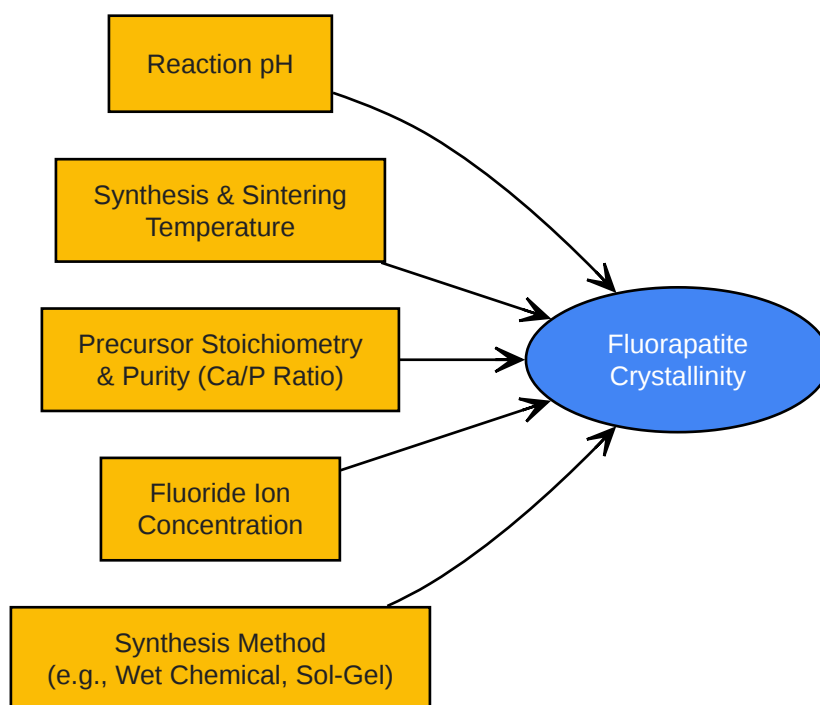 Reaction pH
Synthesis & Sintering
Temperature
Precursor Stoichiometry
& Purity (Ca/P Ratio)
Fluorapatite
Crystallinity
Fluoride Ion
Concentration
Synthesis Method
(e.g., Wet Chemical, Sol-Gel)